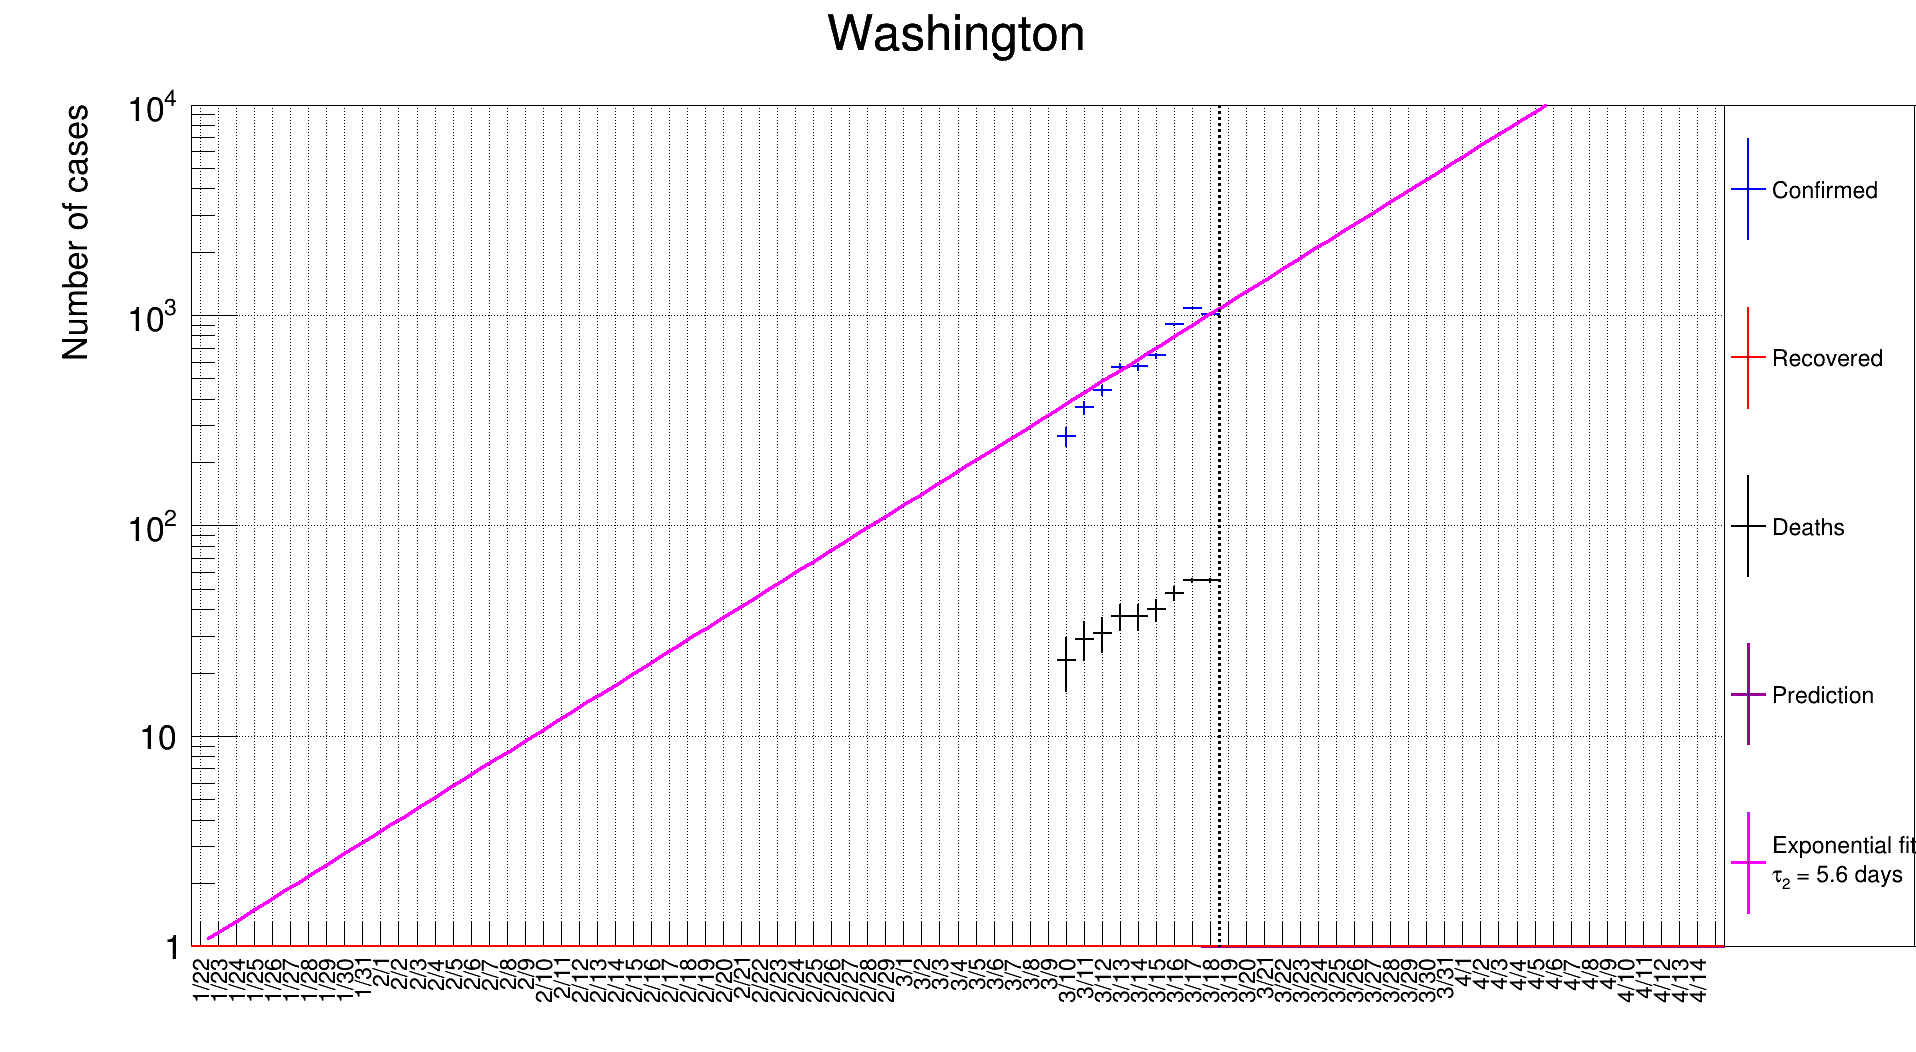 Washington
Number of cases
10^4
10^3
10^2
10
1
1/22 1/23 1/24 1/25 1/26 1/27 1/28 1/29 1/30 1/31 2/1 2/2 2/3 2/4 2/5 2/6 2/7 2/8 2/9 2/10 2/11 2/12 2/13 2/14 2/15 2/16 2/17 2/18 2/19 2/20 2/21 2/22 2/23 2/24 2/25 2/26 2/27 2/28 2/29 3/1 3/2 3/3 3/4 3/5 3/6 3/7 3/8 3/9 3/10 3/11 3/12 3/13 3/14 3/15 3/16 3/17 3/18 3/19 3/20 3/21 3/22 3/23 3/24 3/25 3/26 3/27 3/28 3/29 3/30 3/31 4/1 4/2 4/3 4/4 4/5 4/6 4/7 4/8 4/9 4/10 4/11 4/12 4/13 4/14
Confirmed
Recovered
Deaths
Prediction
Exponential fit
τ₂ = 5.6 days